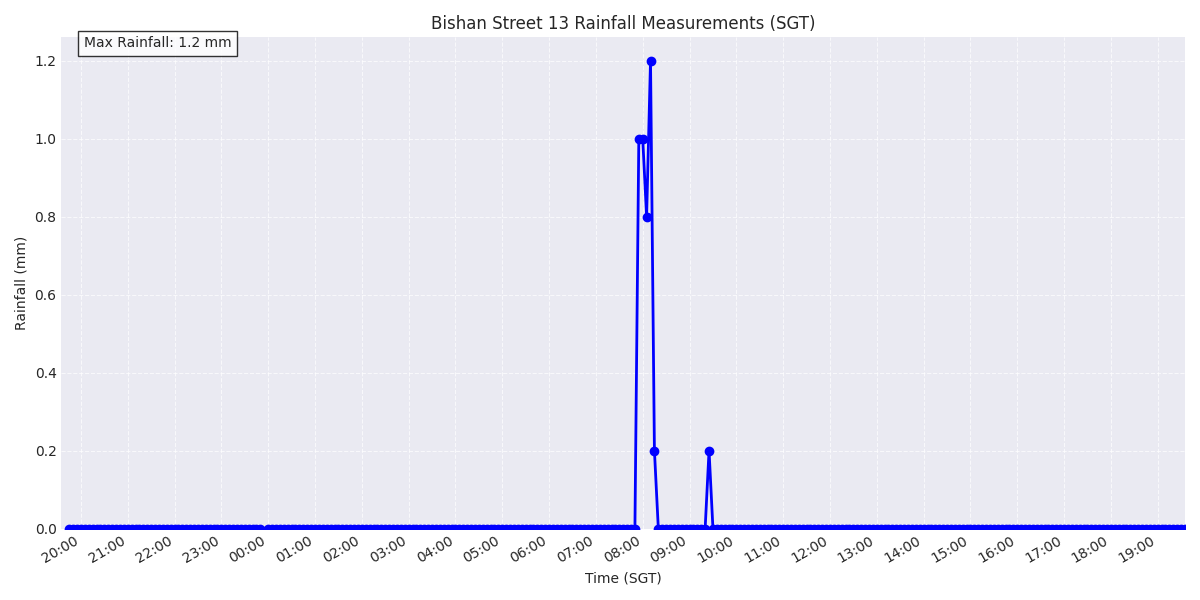 Bishan Street 13 Rainfall Measurements (SGT)
Max Rainfall: 1.2 mm
1.2
1.0
0.8
0.6
0.4
0.2
0.0
Rainfall (mm)
20:00 21:00 22:00 23:00 00:00 01:00 02:00 03:00 04:00 05:00 06:00 07:00 08:00 09:00 10:00 11:00 12:00 13:00 14:00 15:00 16:00 17:00 18:00 19:00
Time (SGT)